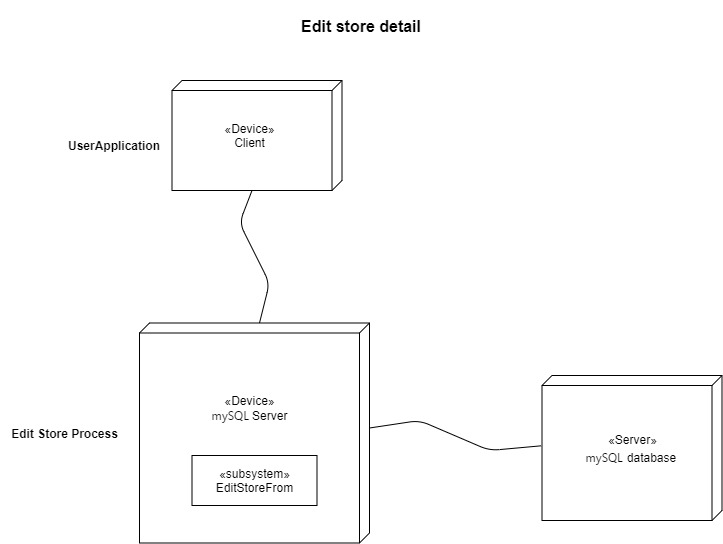 Edit store detail
«Device»
Client
UserApplication
«Device»
mySQL Server
Edit Store Process
«subsystem»
EditStoreFrom
«Server»
mySQL database